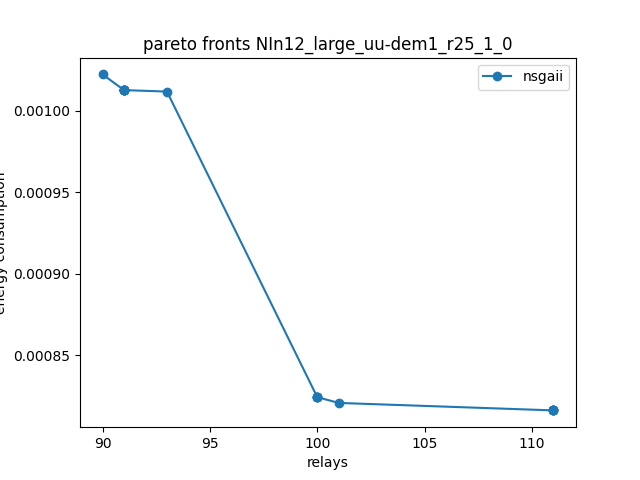 pareto fronts NIn12_large_uu-dem1_r25_1_0
nsgaii
0.00100
0.00095
0.00090
0.00085
energy consumption
90 95 100 105 110
relays